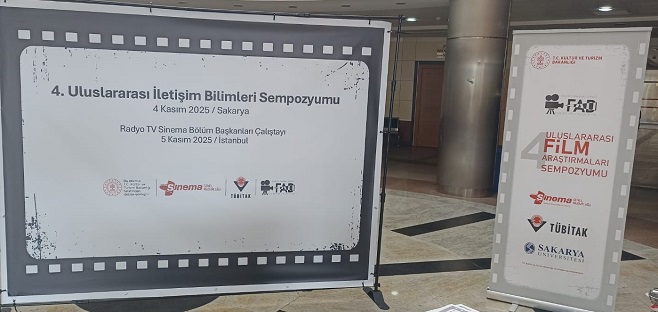 4. Uluslararası İletişim Bilimleri Sempozyumu
4 Kasım 2025 / Sakarya
Radyo TV Sinema Bölüm Başkanları Çalıştayı
5 Kasım 2025 / İstanbul
Sinema
TÜBİTAK
FAD
T.C. KÜLTÜR VE TURİZM
BAKANLIĞI
FAD
4
ULUSLARARASI
FİLM
ARAŞTIRMALARI
SEMPOZYUMU
Sinema
TÜBİTAK
SAKARYA
ÜNİVERSİTESİ